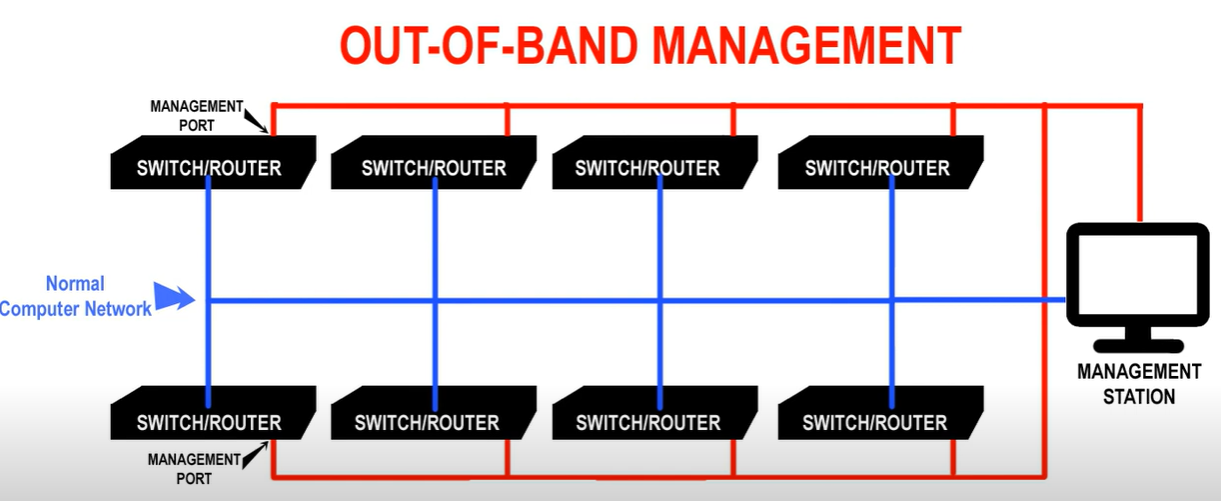 OUT-OF-BAND MANAGEMENT
MANAGEMENT
PORT
SWITCH/ROUTER
SWITCH/ROUTER
SWITCH/ROUTER
SWITCH/ROUTER
Normal
Computer Network
MANAGEMENT
STATION
SWITCH/ROUTER
SWITCH/ROUTER
SWITCH/ROUTER
SWITCH/ROUTER
MANAGEMENT
PORT